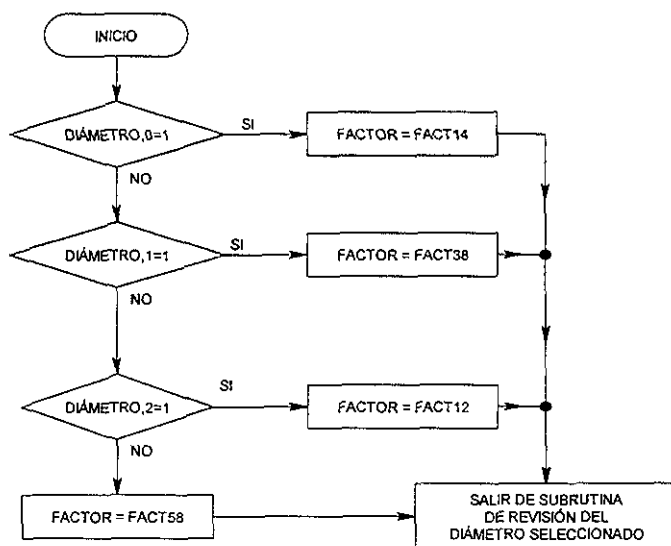 INICIO
DIÁMETRO,0=1
SI
FACTOR = FACT14
NO
DIÁMETRO,1=1
SI
FACTOR = FACT38
NO
DIÁMETRO,2=1
SI
FACTOR = FACT12
NO
FACTOR = FACT58
SALIR DE SUBRUTINA
DE REVISIÓN DEL
DIÁMETRO SELECCIONADO